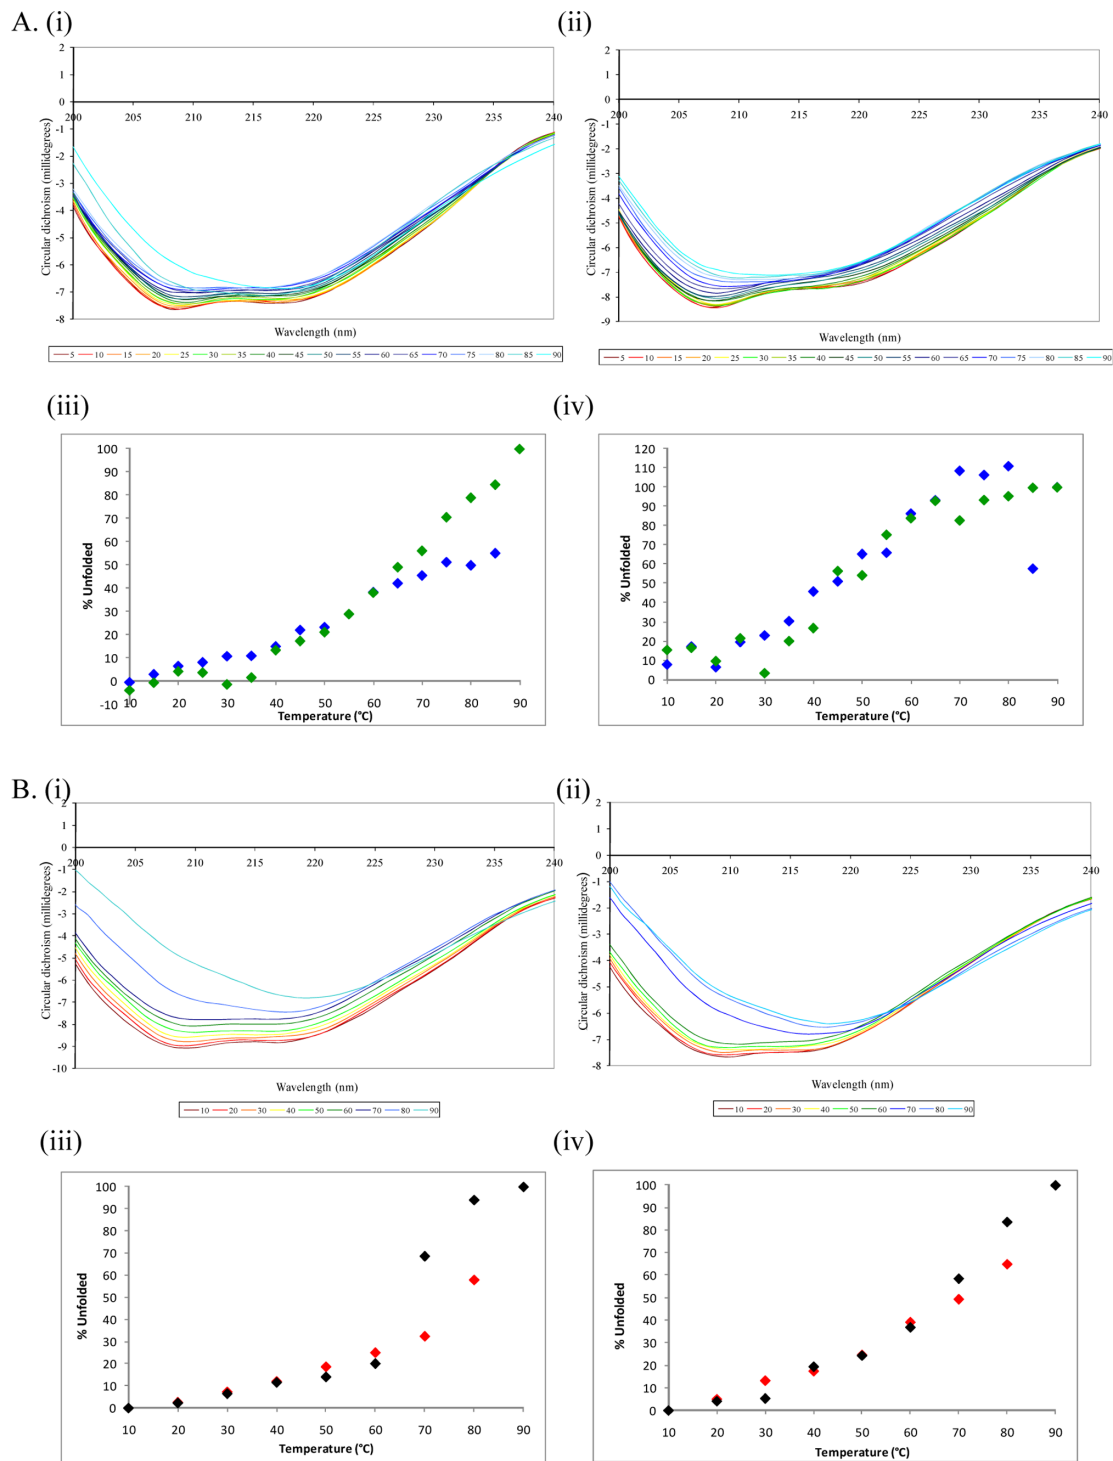 A. (i)
(ii)
2
1
0
200 205 210 215 220 225 230 235 240
-1
-2
-3
-4
-5
-6
-7
-8
Circular dichroism (millidegrees)
Wavelength (nm)
5 10 15 20 25 30 35 40 45 50 55 60 65 70 75 80 85 90
2
1
0
200 205 210 215 220 225 230 235 240
-1
-2
-3
-4
-5
-6
-7
-8
-9
Circular dichroism (millidegrees)
Wavelength (nm)
5 10 15 20 25 30 35 40 45 50 55 60 65 70 75 80 85 90
(iii)
(iv)
100
90
80
70
60
50
40
30
20
10
0
-10
% Unfolded
10 20 30 40 50 60 70 80 90
Temperature (°C)
120
110
100
90
80
70
60
50
40
30
20
10
0
% Unfolded
10 20 30 40 50 60 70 80 90
Temperature (°C)
B. (i)
(ii)
2
1
0
200 205 210 215 220 225 230 235 240
-1
-2
-3
-4
-5
-6
-7
-8
-9
-10
Circular dichroism (millidegrees)
Wavelength (nm)
10 20 30 40 50 60 70 80 90
2
1
0
200 205 210 215 220 225 230 235 240
-1
-2
-3
-4
-5
-6
-7
-8
Circular dichroism (millidegrees)
Wavelength (nm)
10 20 30 40 50 60 70 80 90
(iii)
(iv)
100
90
80
70
60
50
40
30
20
10
0
% Unfolded
10 20 30 40 50 60 70 80 90
Temperature (°C)
100
90
80
70
60
50
40
30
20
10
0
% Unfolded
10 20 30 40 50 60 70 80 90
Temperature (°C)